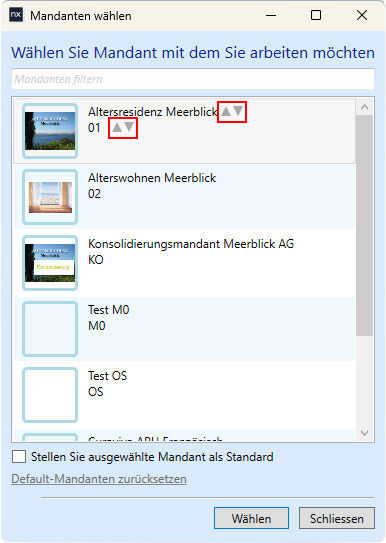 nx Mandanten wählen
Wählen Sie Mandant mit dem Sie arbeiten möchten
Mandanten filtern
Altersresidenz Meerblick
01
Alterswohnen Meerblick
02
Konsolidierung
Konsolidierungsmandant Meerblick AG
KO
Test M0
M0
Test OS
OS
Stellen Sie ausgewählte Mandant als Standard
Default-Mandanten zurücksetzen
Wählen
Schliessen